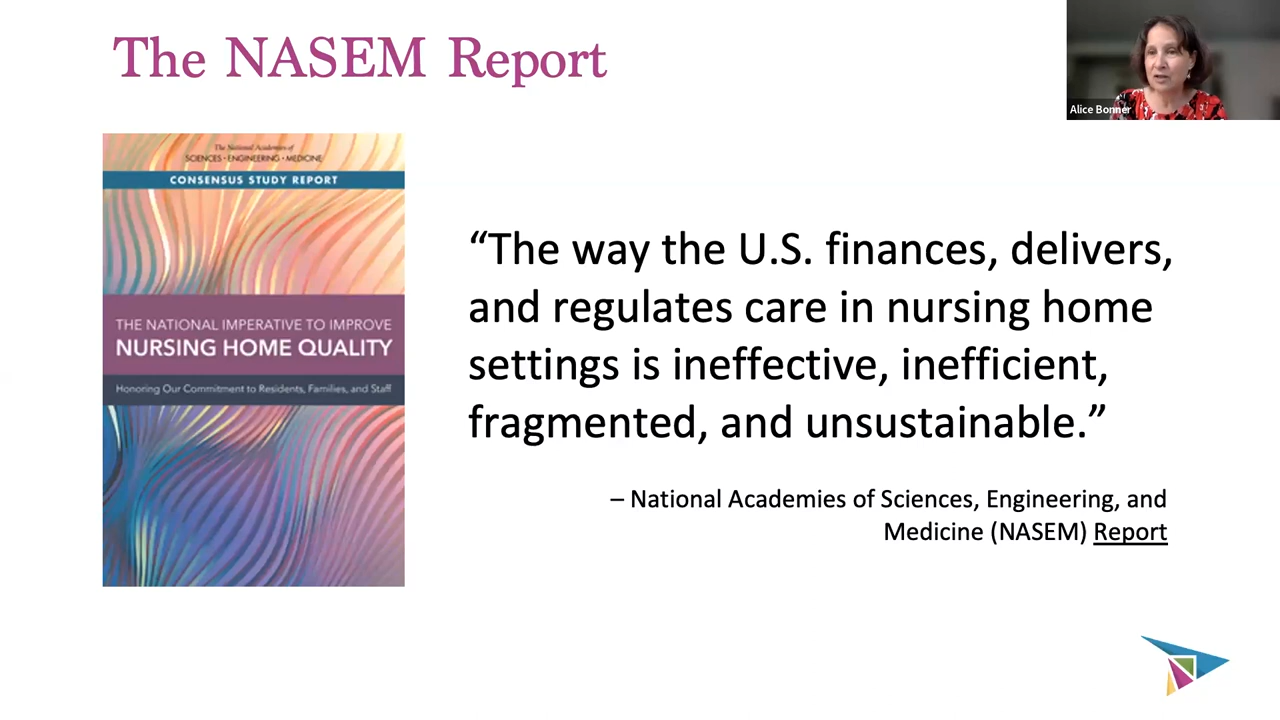 The NASEM Report
Alice Bonner
The National Academies of
SCIENCES • ENGINEERING • MEDICINE
CONSENSUS STUDY REPORT
THE NATIONAL IMPERATIVE TO IMPROVE
NURSING HOME QUALITY
Honoring Our Commitment to Residents, Families, and Staff
“The way the U.S. finances, delivers,
and regulates care in nursing home
settings is ineffective, inefficient,
fragmented, and unsustainable.”
– National Academies of Sciences, Engineering, and
Medicine (NASEM) Report